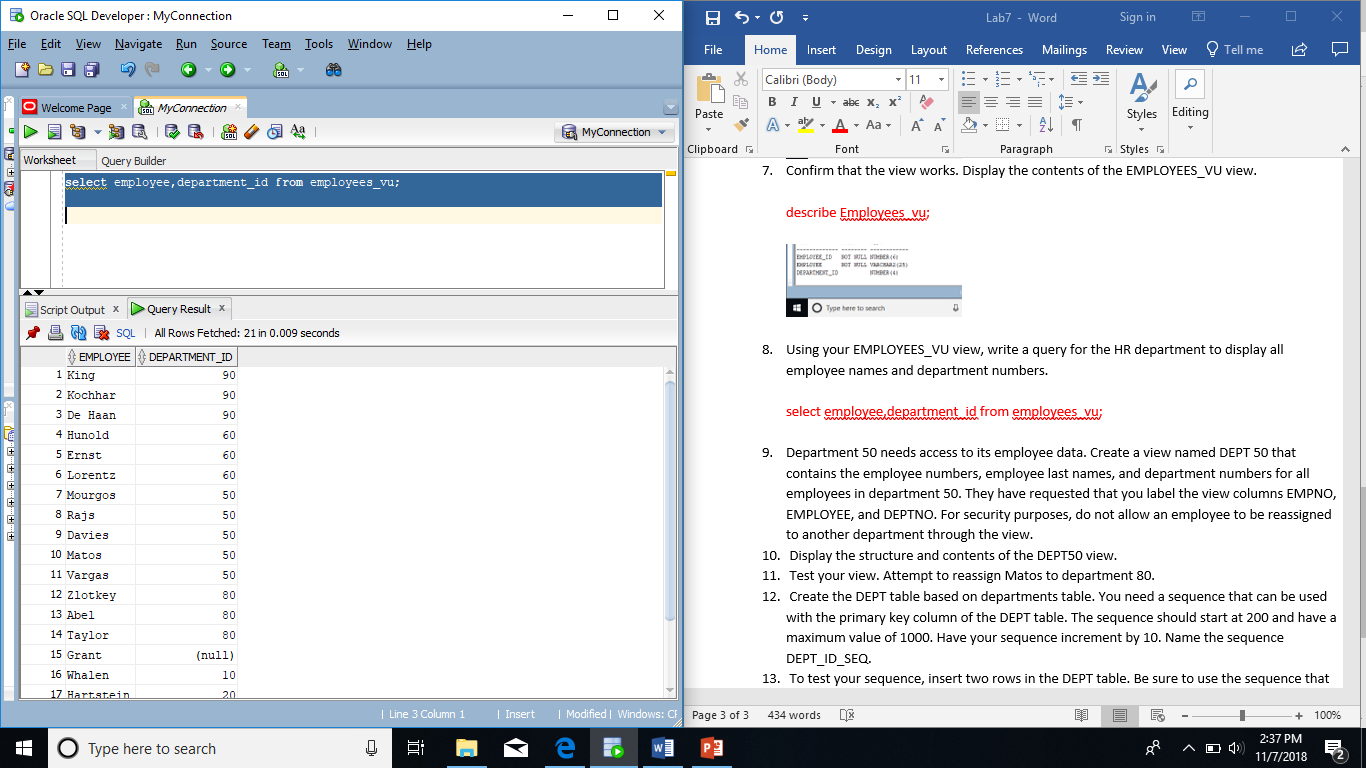 Oracle SQL Developer : MyConnection
File Edit View Navigate Run Source Team Tools Window Help
Welcome Page
MyConnection
MyConnection
Worksheet Query Builder
select employee,department_id from employees_vu;
Script Output x Query Result x
SQL | All Rows Fetched: 21 in 0.009 seconds
EMPLOYEE DEPARTMENT_ID
1 King 90
2 Kochhar 90
3 De Haan 90
4 Hunold 60
5 Ernst 60
6 Lorentz 60
7 Mourgos 50
8 Rajs 50
9 Davies 50
10 Matos 50
11 Vargas 50
12 Zlotkey 80
13 Abel 80
14 Taylor 80
15 Grant (null)
16 Whalen 10
17 Hartstein 20
| Line 3 Column 1 | Insert | Modified | Windows: CF
Lab7 - Word Sign in
File Home Insert Design Layout References Mailings Review View Tell me
Paste
Clipboard
Calibri (Body) 11
B I U abc x2 x2
A ab A Aa A A
Font
Paragraph
Styles
Styles
Editing
7. Confirm that the view works. Display the contents of the EMPLOYEES_VU view.
describe Employees_vu;
EMPLOYEE_ID NOT NULL NUMBER(6)
EMPLOYEE NOT NULL VARCHAR2(25)
DEPARTMENT_ID NUMBER(4)
Type here to search
8. Using your EMPLOYEES_VU view, write a query for the HR department to display all
employee names and department numbers.
select employee,department_id from employees_vu;
9. Department 50 needs access to its employee data. Create a view named DEPT 50 that
contains the employee numbers, employee last names, and department numbers for all
employees in department 50. They have requested that you label the view columns EMPNO,
EMPLOYEE, and DEPTNO. For security purposes, do not allow an employee to be reassigned
to another department through the view.
10. Display the structure and contents of the DEPT50 view.
11. Test your view. Attempt to reassign Matos to department 80.
12. Create the DEPT table based on departments table. You need a sequence that can be used
with the primary key column of the DEPT table. The sequence should start at 200 and have a
maximum value of 1000. Have your sequence increment by 10. Name the sequence
DEPT_ID_SEQ.
13. To test your sequence, insert two rows in the DEPT table. Be sure to use the sequence that
Page 3 of 3 434 words 100%
Type here to search
2:37 PM
11/7/2018
2